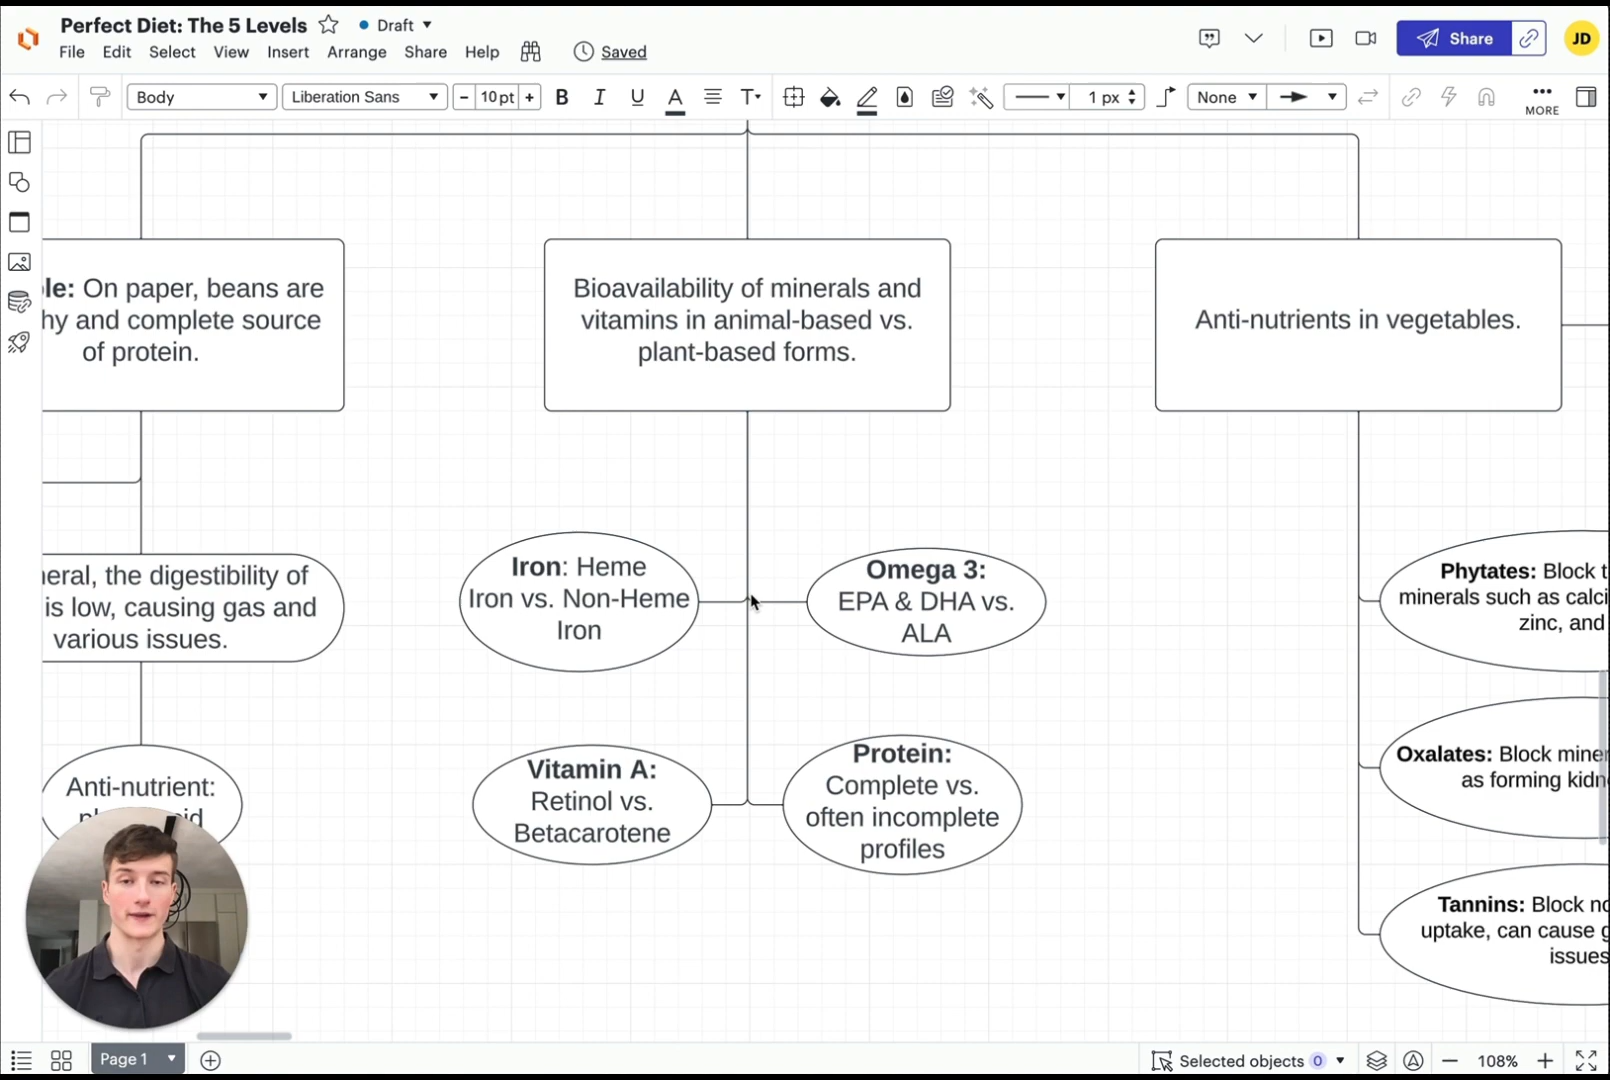 Perfect Diet: The 5 Levels
Draft
File Edit Select View Insert Arrange Share Help
Saved
Share
JD
Body
Liberation Sans
- 10 pt +
B I U A T
1 px
None
MORE
le: On paper, beans are
hy and complete source
of protein.
Bioavailability of minerals and
vitamins in animal-based vs.
plant-based forms.
Anti-nutrients in vegetables.
neral, the digestibility of
is low, causing gas and
various issues.
Iron: Heme
Iron vs. Non-Heme
Iron
Omega 3:
EPA & DHA vs.
ALA
Phytates: Block t
minerals such as calci
zinc, and
Anti-nutrient:
Vitamin A:
Retinol vs.
Betacarotene
Protein:
Complete vs.
often incomplete
profiles
Oxalates: Block mine
as forming kidn
Tannins: Block no
uptake, can cause g
issues
Page 1
Selected objects 0
108%